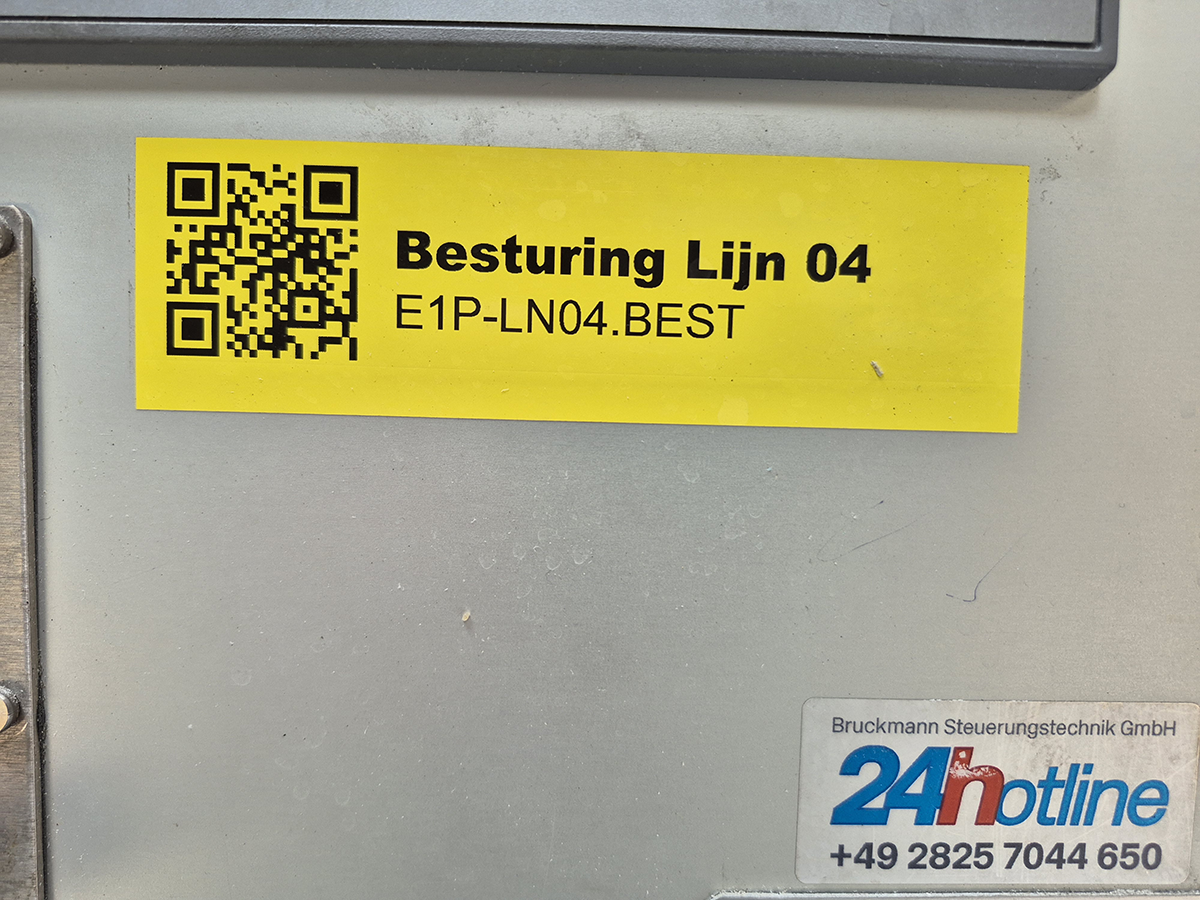 Besturing Lijn 04
E1P-LN04.BEST
Bruckmann Steuerungstechnik GmbH
24hotline
+49 2825 7044 650